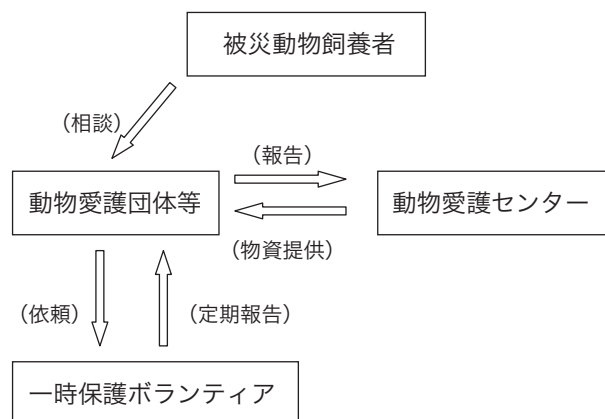 被災動物飼養者
（相談）
（報告）
動物愛護団体等
動物愛護センター
（物資提供）
（依頼）
（定期報告）
一時保護ボランティア